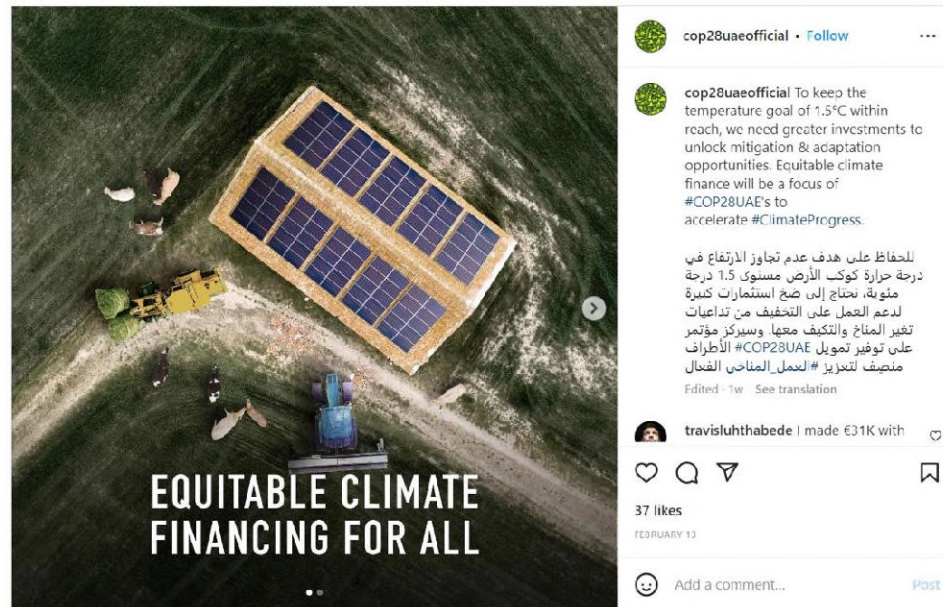 EQUITABLE CLIMATE
FINANCING FOR ALL
cop28uaeofficial • Follow
cop28uaeofficial To keep the
temperature goal of 1.5°C within
reach, we need greater investments to
unlock mitigation & adaptation
opportunities. Equitable climate
finance will be a focus of
#COP28UAE's to
accelerate #ClimateProgress.
للحفاظ على هدف عدم تجاوز الارتفاع في
درجة حرارة كوكب الأرض مستوى 1.5 درجة
مئوية، نحتاج إلى ضخ استثمارات كبيرة
لدعم العمل على التخفيف من تداعيات
تغير المناخ والتكيف معها. وسيركز مؤتمر
الأطراف #COP28UAE على توفير تمويل
منصف لتعزيز #العمل_المناخي الفعال
Edited · 1w See translation
travisluhthabede I made €31K with
37 likes
FEBRUARY 13
Add a comment...
Post